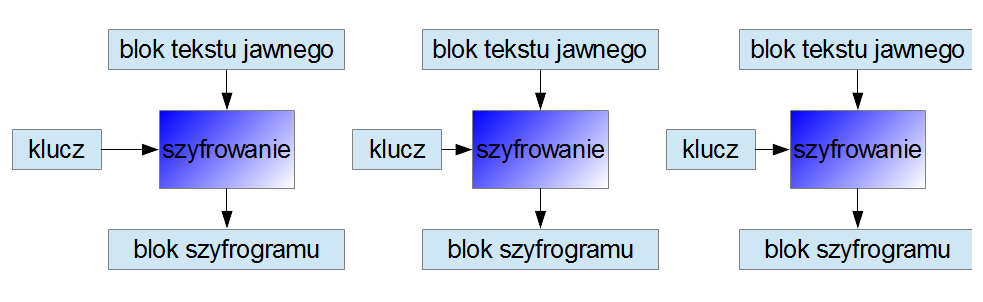 blok tekstu jawnego
blok tekstu jawnego
blok tekstu jawnego
klucz
szyfrowanie
klucz
szyfrowanie
klucz
szyfrowanie
blok szyfrogramu
blok szyfrogramu
blok szyfrogramu